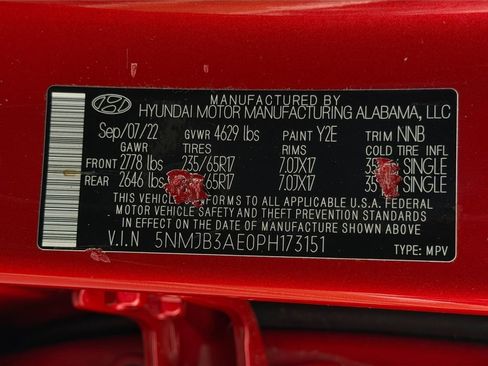 MANUFACTURED BY
HYUNDAI MOTOR MANUFACTURING ALABAMA, LLC
Sep/07/22 GVWR 4629 lbs PAINT Y2E TRIM NNB
GAWR TIRES RIMS COLD TIRE INFL
FRONT 2778 lbs 235/65R17 7.0JX17 SINGLE
REAR 2646 lbs 65R17 7.0JX17 SINGLE
THIS VEHICLE CONFORMS TO ALL APPLICABLE U.S.A FEDERAL
MOTOR VEHICLE SAFETY AND THEFT PREVENTION STANDARDS
IN EFFECT ON THE DATE OF MANUFACTURE SHOWN ABOVE
V.I.N 5NMJB3AE0PH173151
TYPE: MPV